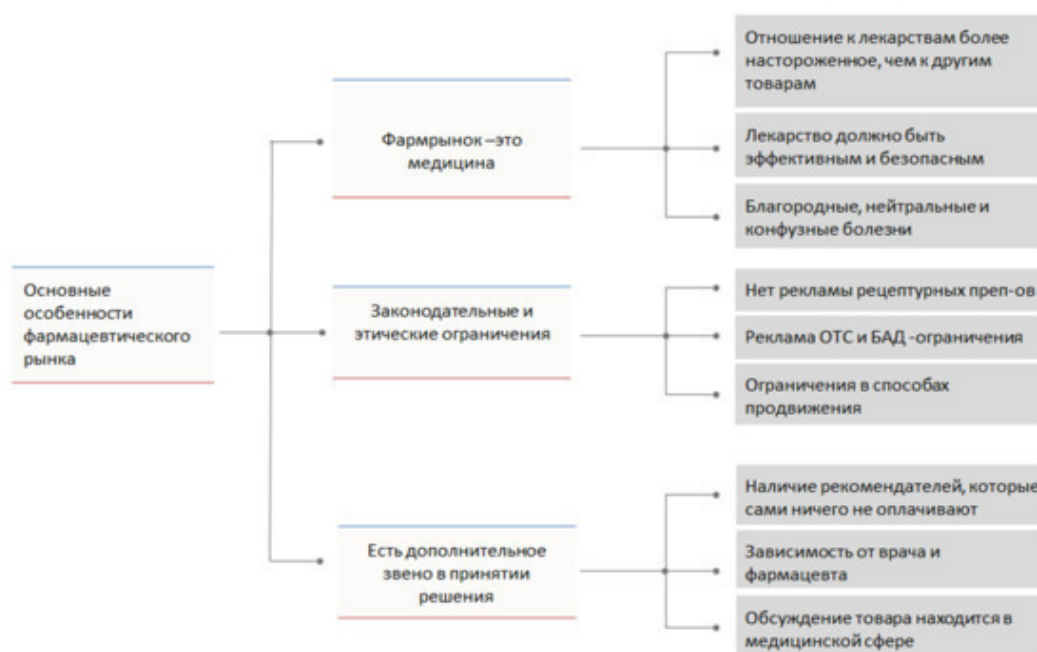 Основные
особенности
фармацевтического
рынка
Фармрынок –это
медицина
Отношение к лекарствам более
настороженное, чем к другим
товарам
Лекарство должно быть
эффективным и безопасным
Благородные, нейтральные и
конфузные болезни
Законодательные и
этические ограничения
Нет рекламы рецептурных преп-ов
Реклама ОТС и БАД -ограничения
Ограничения в способах
продвижения
Есть дополнительное
звено в принятии
решения
Наличие рекомендателей, которые
сами ничего не оплачивают
Зависимость от врача и
фармацевта
Обсуждение товара находится в
медицинской сфере